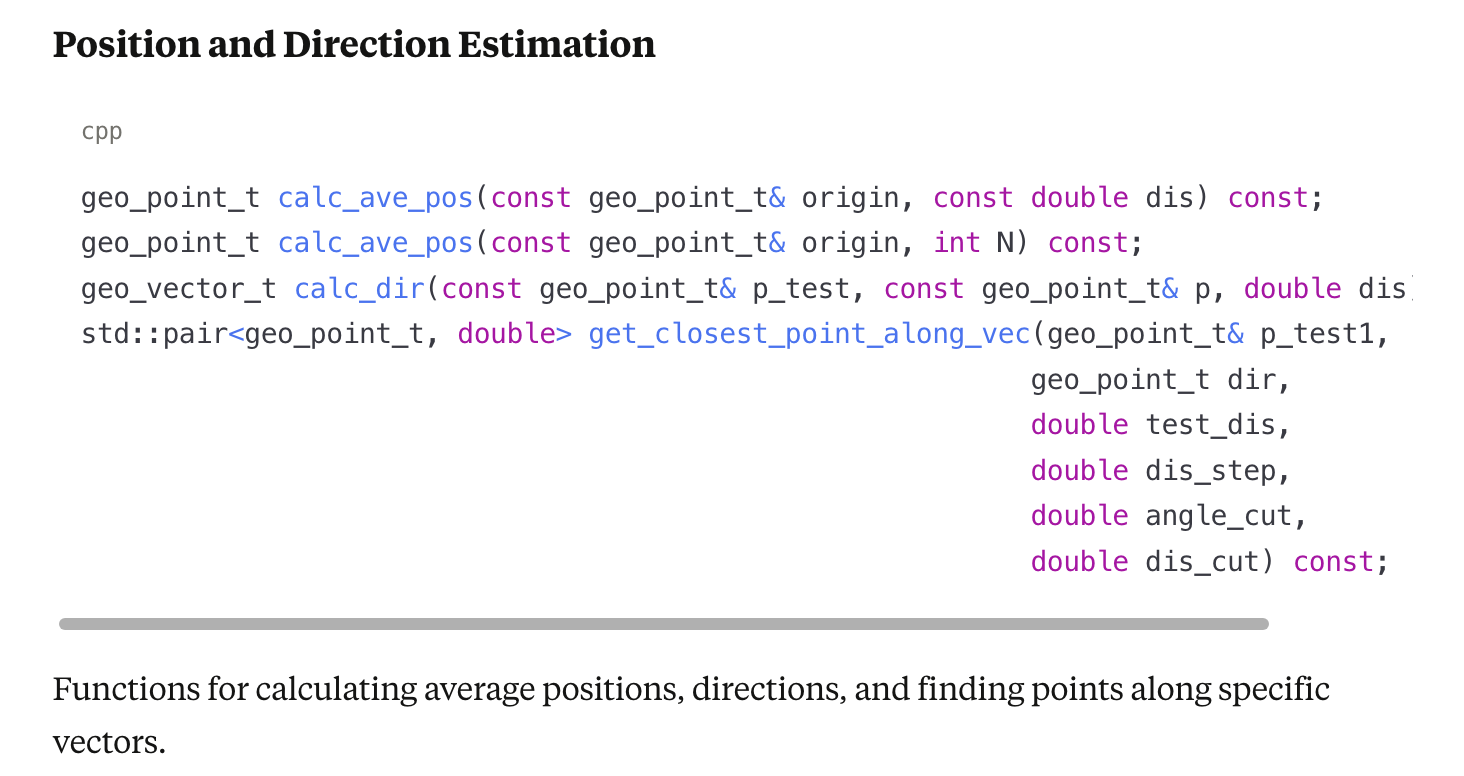 Position and Direction Estimation
cpp
geo_point_t calc_ave_pos(const geo_point_t& origin, const double dis) const;
geo_point_t calc_ave_pos(const geo_point_t& origin, int N) const;
geo_vector_t calc_dir(const geo_point_t& p_test, const geo_point_t& p, double dis
std::pair<geo_point_t, double> get_closest_point_along_vec(geo_point_t& p_test1,
geo_point_t dir,
double test_dis,
double dis_step,
double angle_cut,
double dis_cut) const;
Functions for calculating average positions, directions, and finding points along specific
vectors.